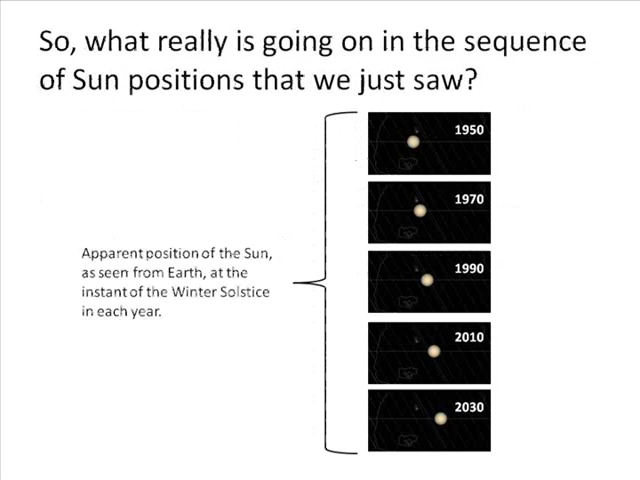 So, what really is going on in the sequence
of Sun positions that we just saw?
1950
1970
Apparent position of the Sun,
as seen from Earth, at the
instant of the Winter Solstice
in each year.
1990
2010
2030